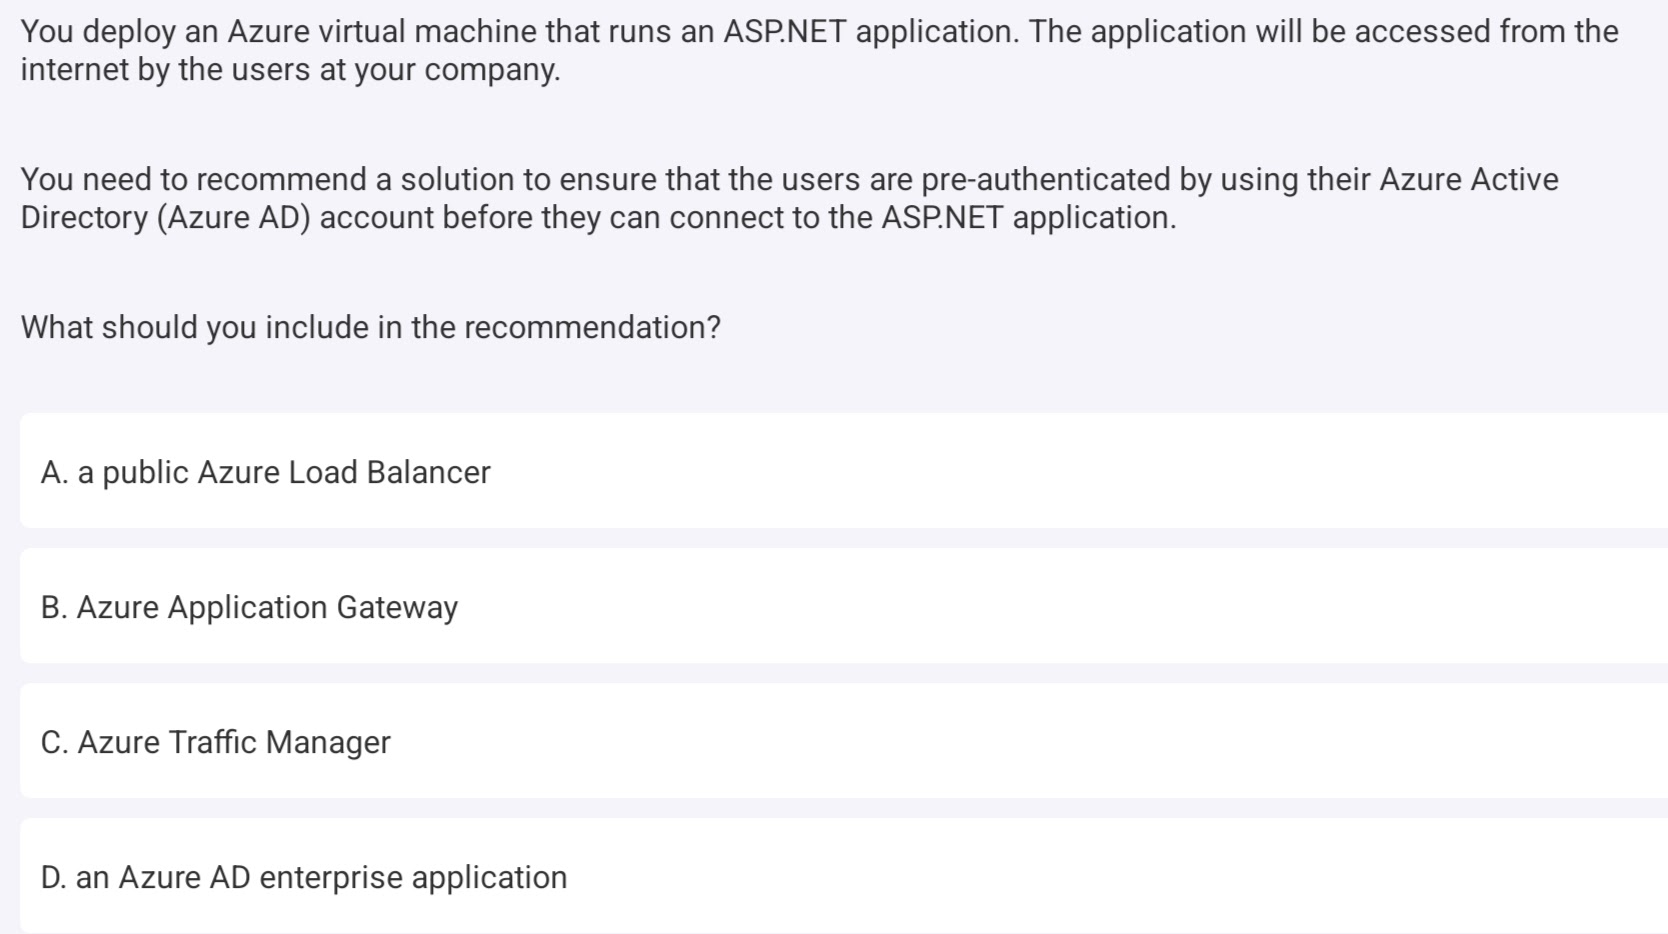 You deploy an Azure virtual machine that runs an ASP.NET application. The application will be accessed from the
internet by the users at your company.
You need to recommend a solution to ensure that the users are pre-authenticated by using their Azure Active
Directory (Azure AD) account before they can connect to the ASP.NET application.
What should you include in the recommendation?
A. a public Azure Load Balancer
B. Azure Application Gateway
C. Azure Traffic Manager
D. an Azure AD enterprise application